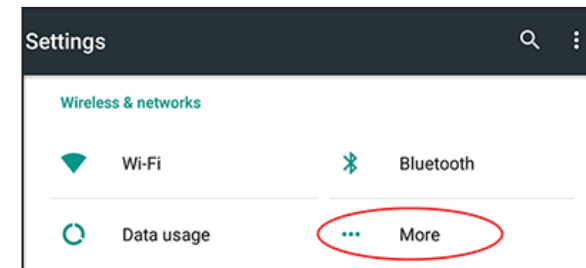 Settings
Wireless & networks
Wi-Fi
Bluetooth
Data usage
More